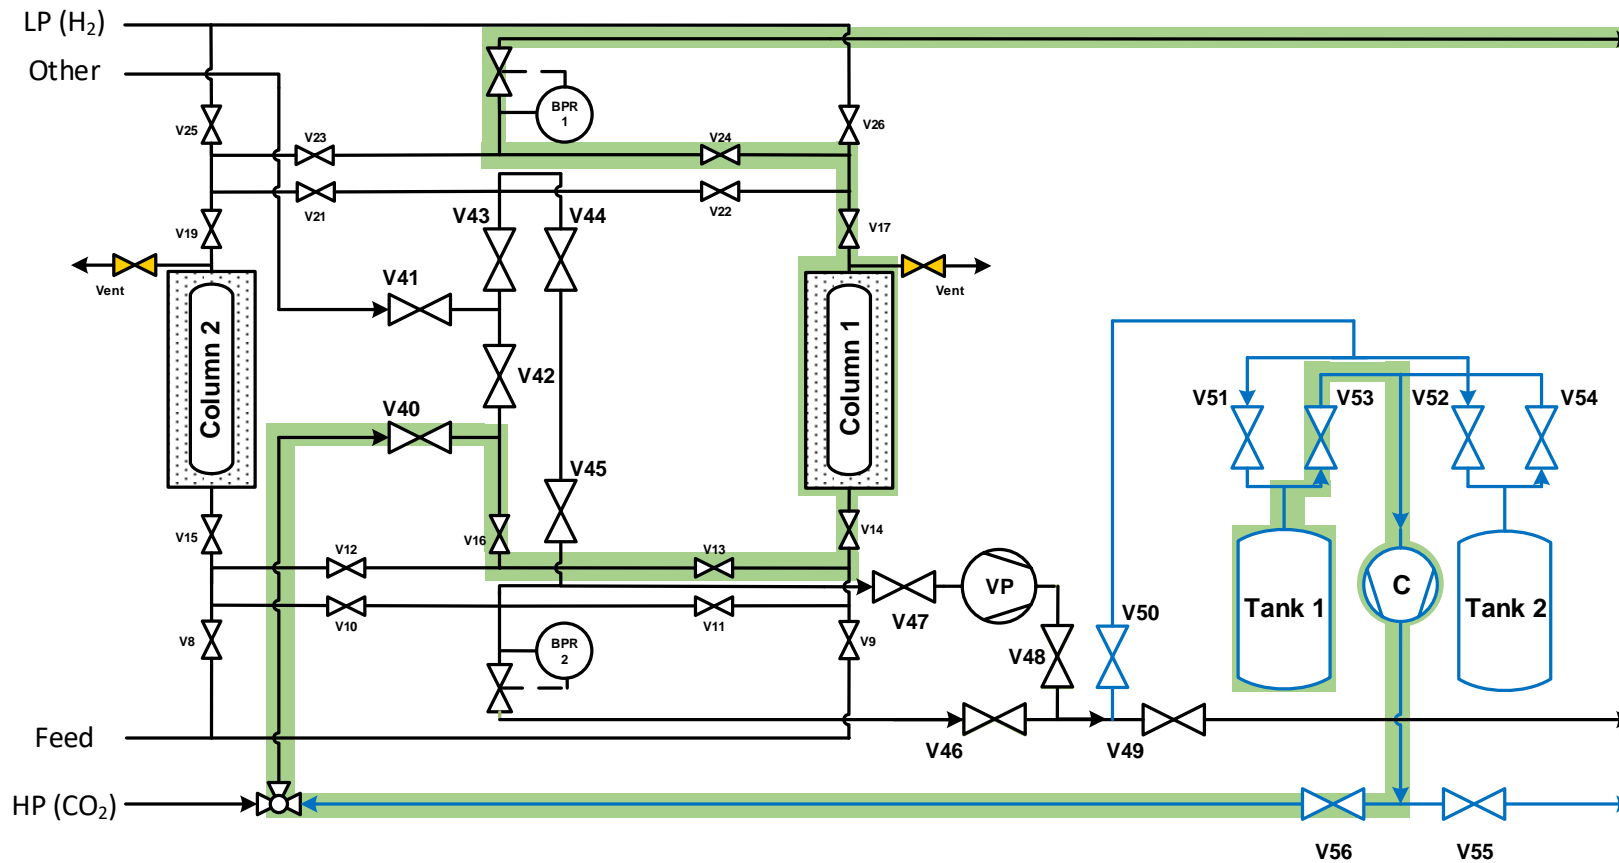 LP (H2)
Other
BPR
1
V25
V23
V24
V26
V21
V22
V19
V43
V44
V17
Vent
Vent
V41
Column 2
Column 1
V42
V40
V51
V53
V52
V54
V45
V15
V16
V14
V12
V13
V10
V11
V8
V9
V47
VP
V50
Tank 1
C
Tank 2
BPR
2
V48
Feed
V46
V49
HP (CO2)
V56
V55